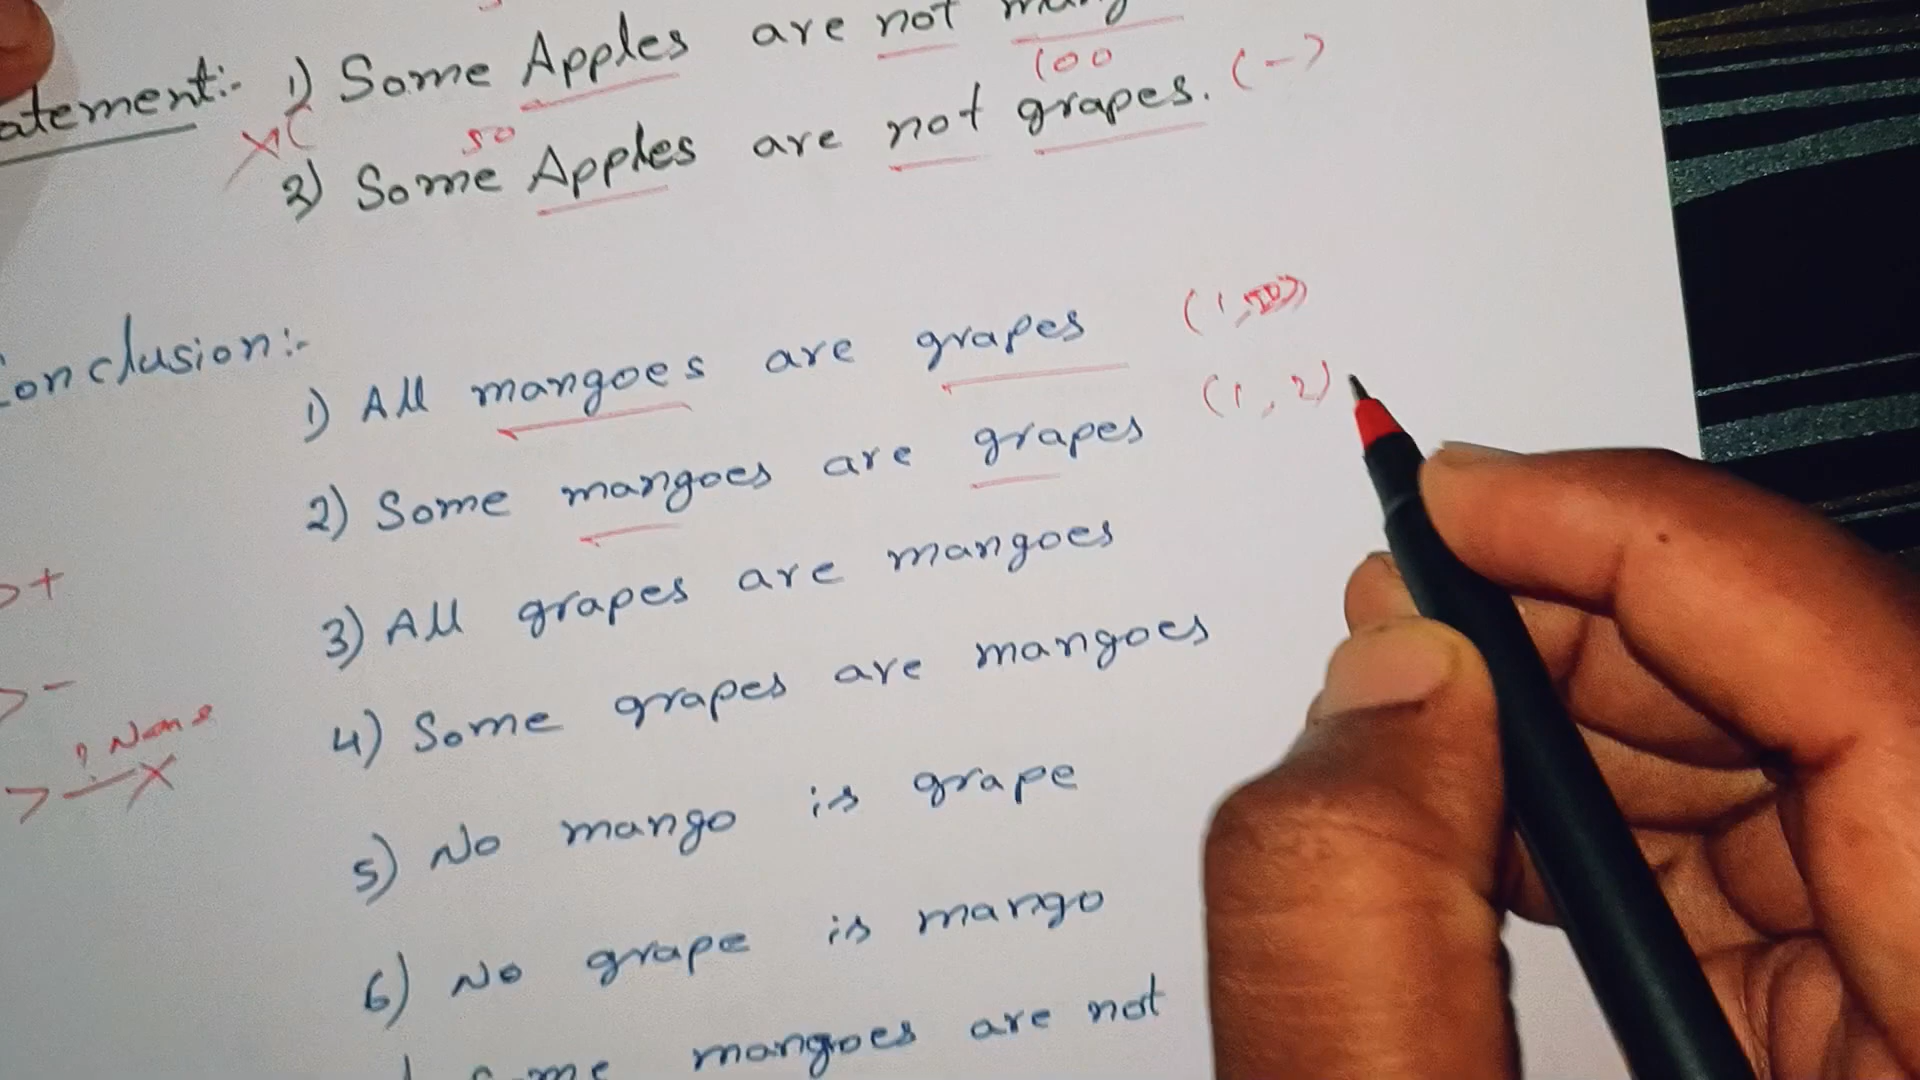 atement:- 1) Some Apples are not
100
(-)
50
2) Some Apples are not grapes.
Conclusion:-
1) All mangoes are grapes (1,
2) Some mangoes are grapes (1, 2)
3) All grapes are mangoes
+
4) Some grapes are mangoes
-
5) No mango is grape
6) No grape is mango
mangoes are not